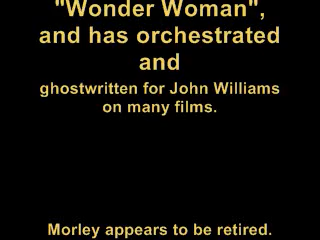 "Wonder Woman",
and has orchestrated
and
ghostwritten for John Williams
on many films.
Morley appears to be retired.